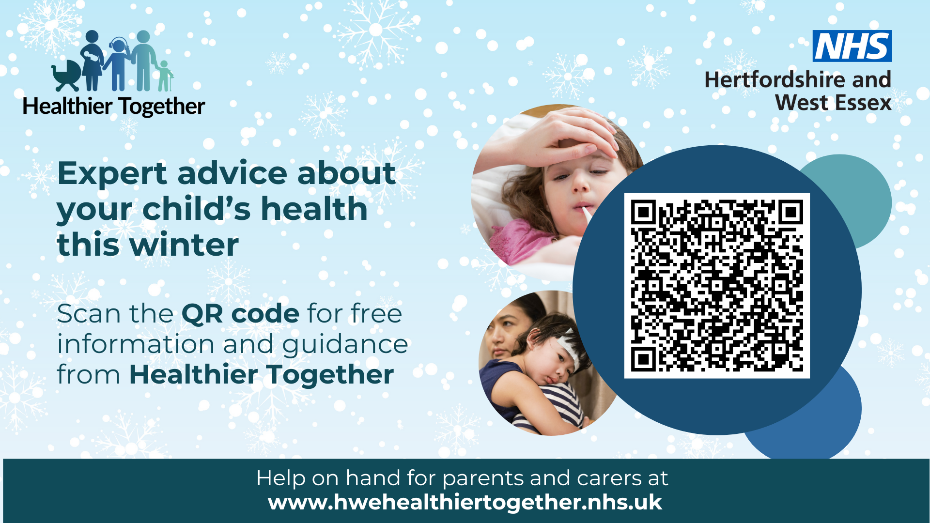 Healthier Together
NHS
Hertfordshire and
West Essex
Expert advice about
your child's health
this winter
Scan the QR code for free
information and guidance
from Healthier Together
Help on hand for parents and carers at
www.hwehealthiertogether.nhs.uk